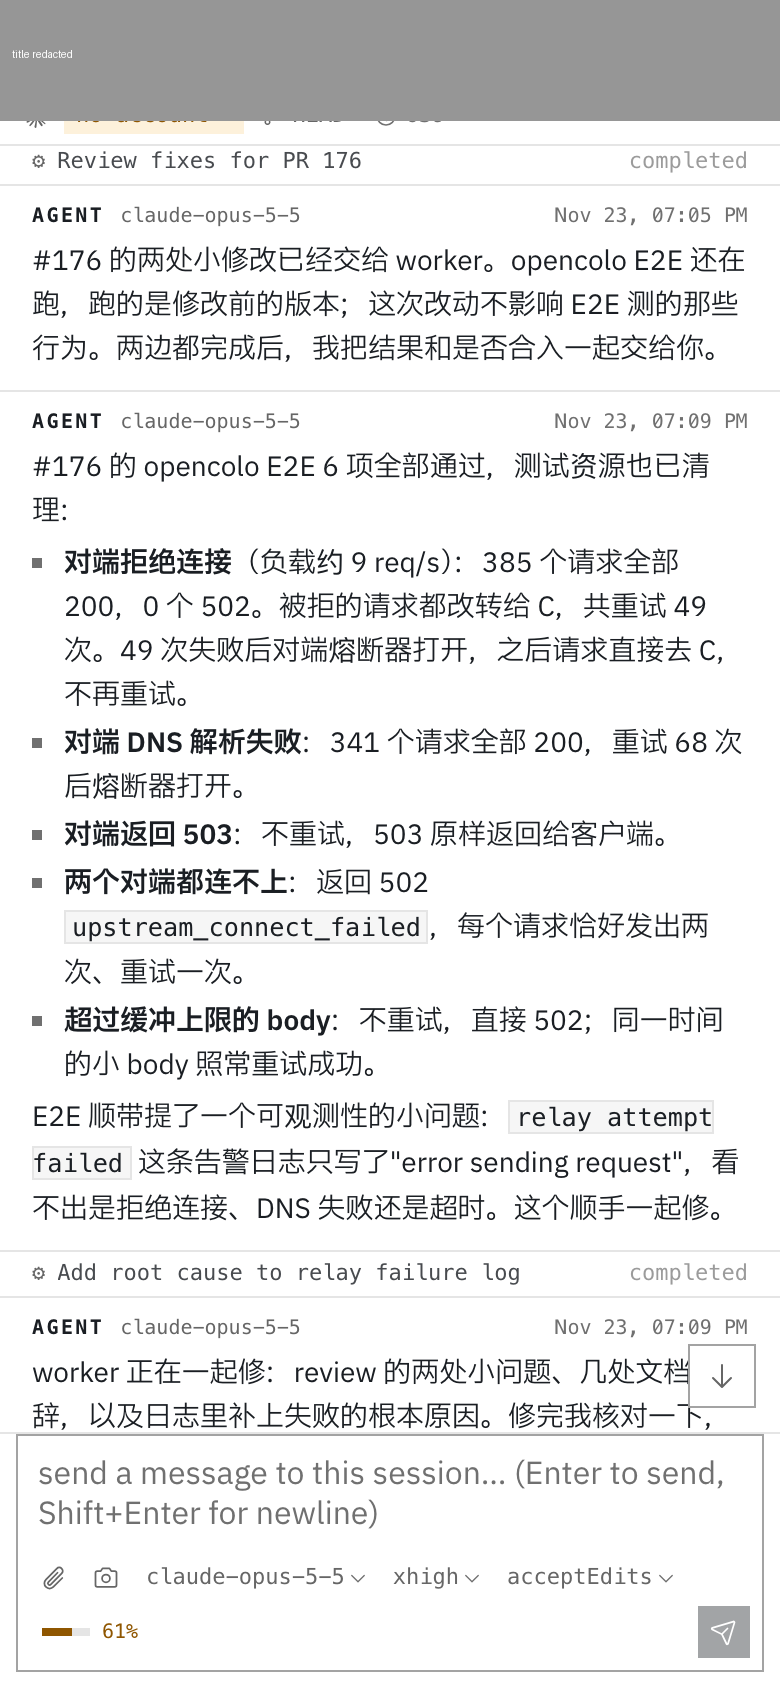 title redacted
⚙ Review fixes for PR 176 completed
AGENT claude-opus-5-5 Nov 23, 07:05 PM
#176 的两处小修改已经交给 worker。opencolo E2E 还在
跑，跑的是修改前的版本；这次改动不影响 E2E 测的那些
行为。两边都完成后，我把结果和是否合入一起交给你。
AGENT claude-opus-5-5 Nov 23, 07:09 PM
#176 的 opencolo E2E 6 项全部通过，测试资源也已清
理：
▪ 对端拒绝连接（负载约 9 req/s）：385 个请求全部
200，0 个 502。被拒的请求都改转给 C，共重试 49
次。49 次失败后对端熔断器打开，之后请求直接去 C，
不再重试。
▪ 对端 DNS 解析失败：341 个请求全部 200，重试 68 次
后熔断器打开。
▪ 对端返回 503：不重试，503 原样返回给客户端。
▪ 两个对端都连不上：返回 502
upstream_connect_failed，每个请求恰好发出两
次、重试一次。
▪ 超过缓冲上限的 body：不重试，直接 502；同一时间
的小 body 照常重试成功。
E2E 顺带提了一个可观测性的小问题：relay attempt
failed 这条告警日志只写了"error sending request"，看
不出是拒绝连接、DNS 失败还是超时。这个顺手一起修。
⚙ Add root cause to relay failure log completed
AGENT claude-opus-5-5 Nov 23, 07:09 PM
worker 正在一起修：review 的两处小问题、几处文档
辞，以及日志里补上失败的根本原因。修完我核对一下，
send a message to this session... (Enter to send,
Shift+Enter for newline)
claude-opus-5-5 xhigh acceptEdits
61%